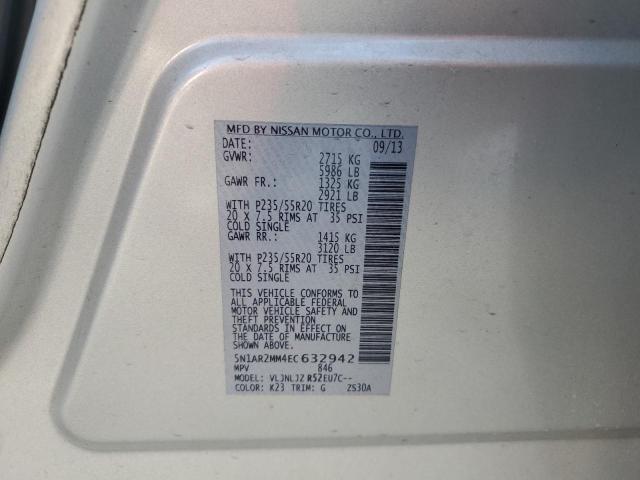 MFD BY NISSAN MOTOR CO., LTD.
DATE: 09/13
GVWR: 2715 KG
5986 LB
GAWR FR.: 1325 KG
2921 LB
WITH P235/55R20 TIRES
20 X 7.5 RIMS AT 35 PSI
COLD SINGLE
GAWR RR.: 1415 KG
3120 LB
WITH P235/55R20 TIRES
20 X 7.5 RIMS AT 35 PSI
COLD SINGLE
THIS VEHICLE CONFORMS TO
ALL APPLICABLE FEDERAL
MOTOR VEHICLE SAFETY AND
THEFT PREVENTION
STANDARDS IN EFFECT ON
THE DATE OF MANUFACTURE
SHOWN ABOVE.
5N1AR2MM4EC632942
MPV 846
MODEL: VLJNLJZ R52EU7C--
COLOR: K23 TRIM: G ZS30A